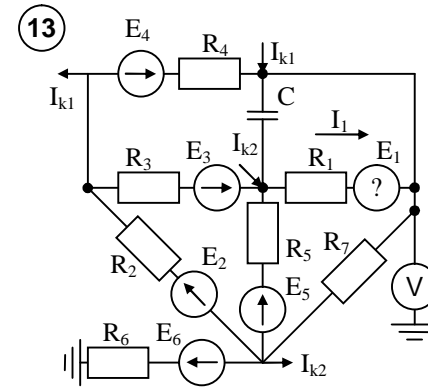 13
E4 R4 Ik1
Ik1 C
Ik2 I1
R3 E3 R1 E1
?
R2 E2 R5 R7
E5 V
R6 E6 Ik2